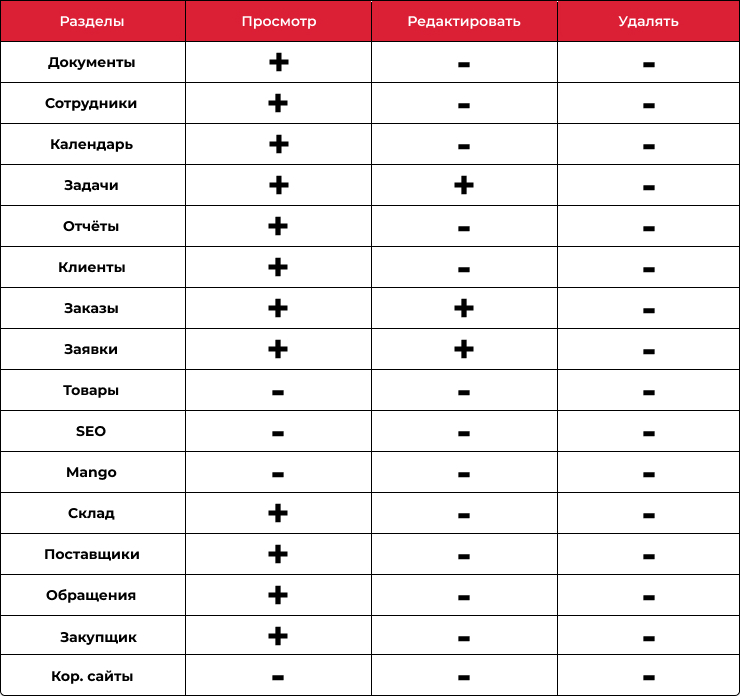 Разделы Просмотр Редактировать Удалять
Документы + - -
Сотрудники + - -
Календарь + - -
Задачи + + -
Отчёты + - -
Клиенты + - -
Заказы + + -
Заявки + + -
Товары - - -
SEO - - -
Mango - - -
Склад + - -
Поставщики + - -
Обращения + - -
Закупщик + - -
Кор. сайты - - -